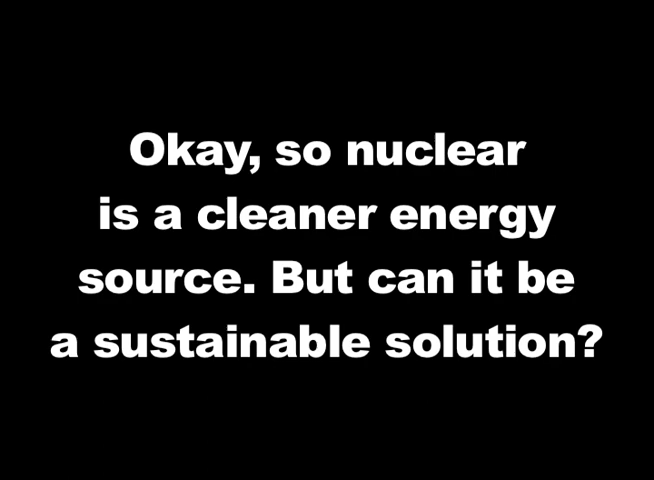 Okay, so nuclear
is a cleaner energy
source. But can it be
a sustainable solution?